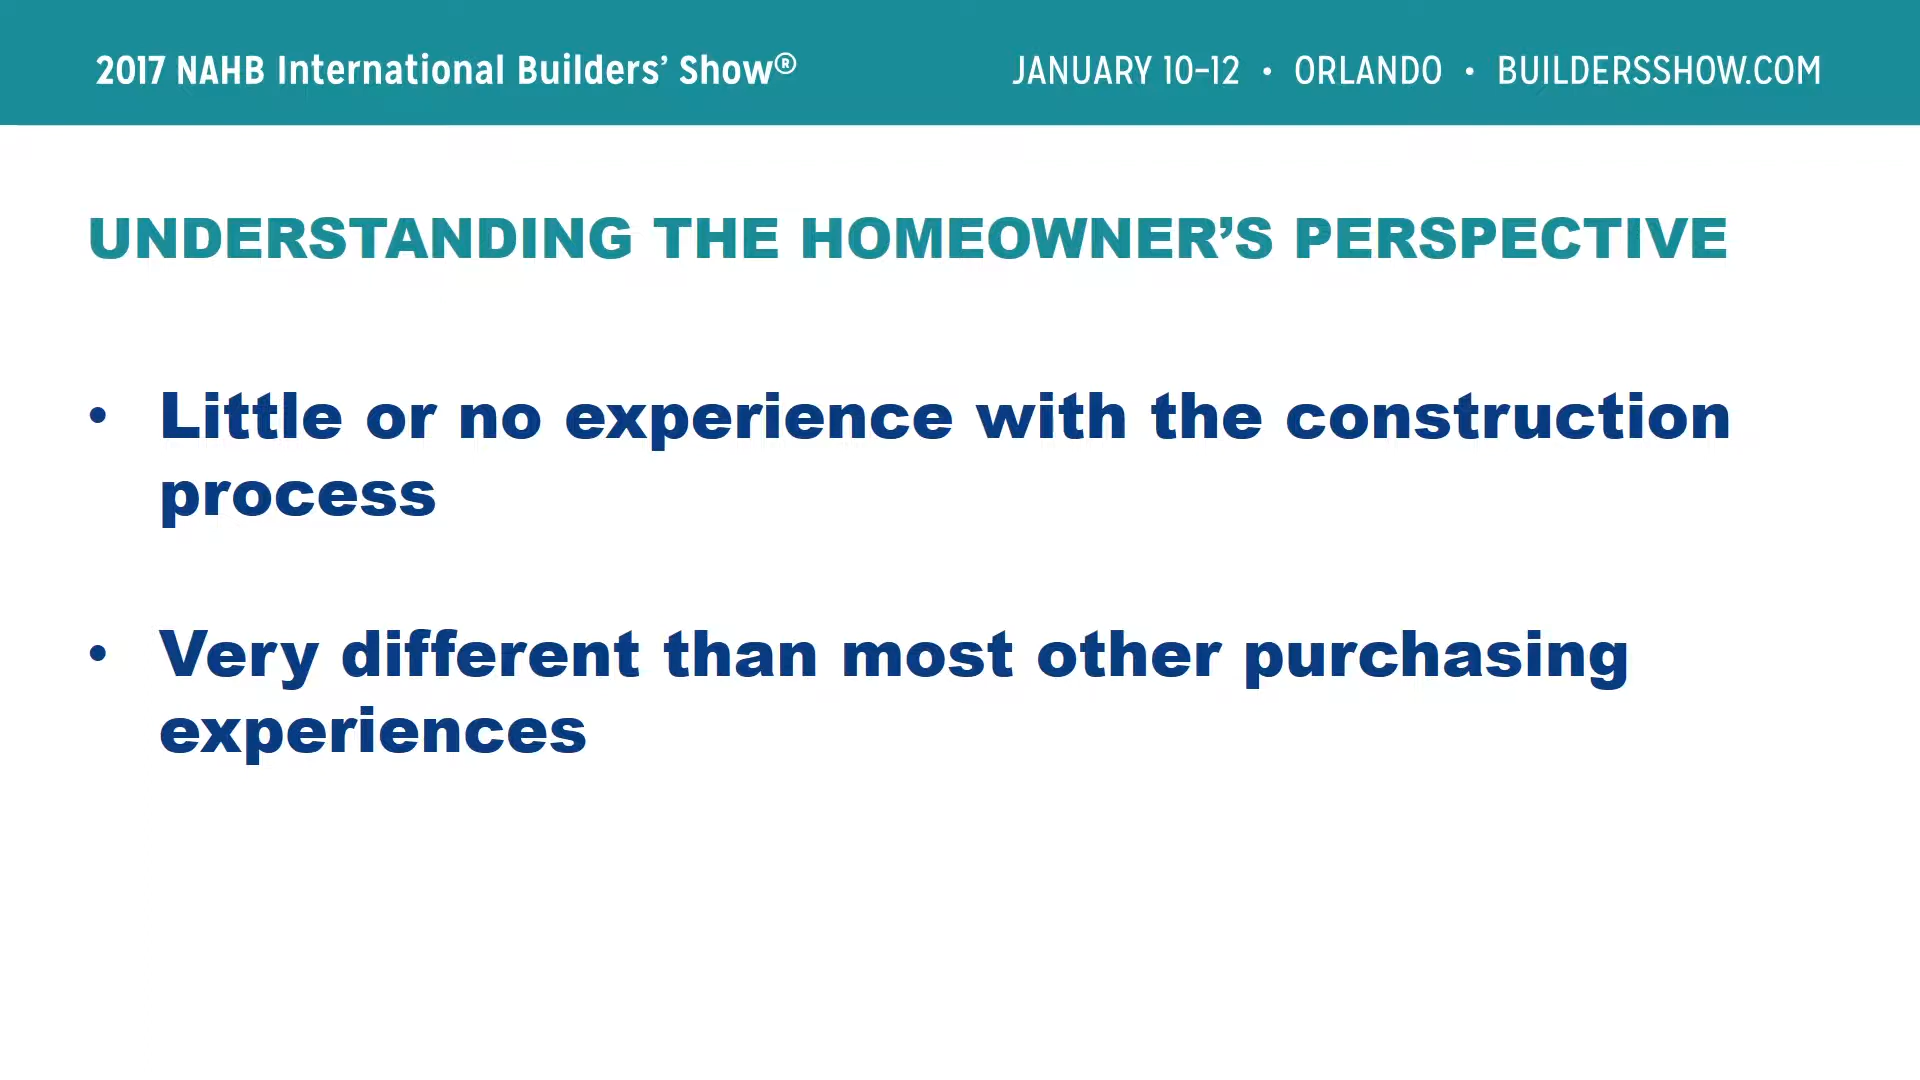 2017 NAHB International Builders’ Show®
JANUARY 10–12 • ORLANDO • BUILDERSSHOW.COM
UNDERSTANDING THE HOMEOWNER’S PERSPECTIVE
• Little or no experience with the construction
process
• Very different than most other purchasing
experiences